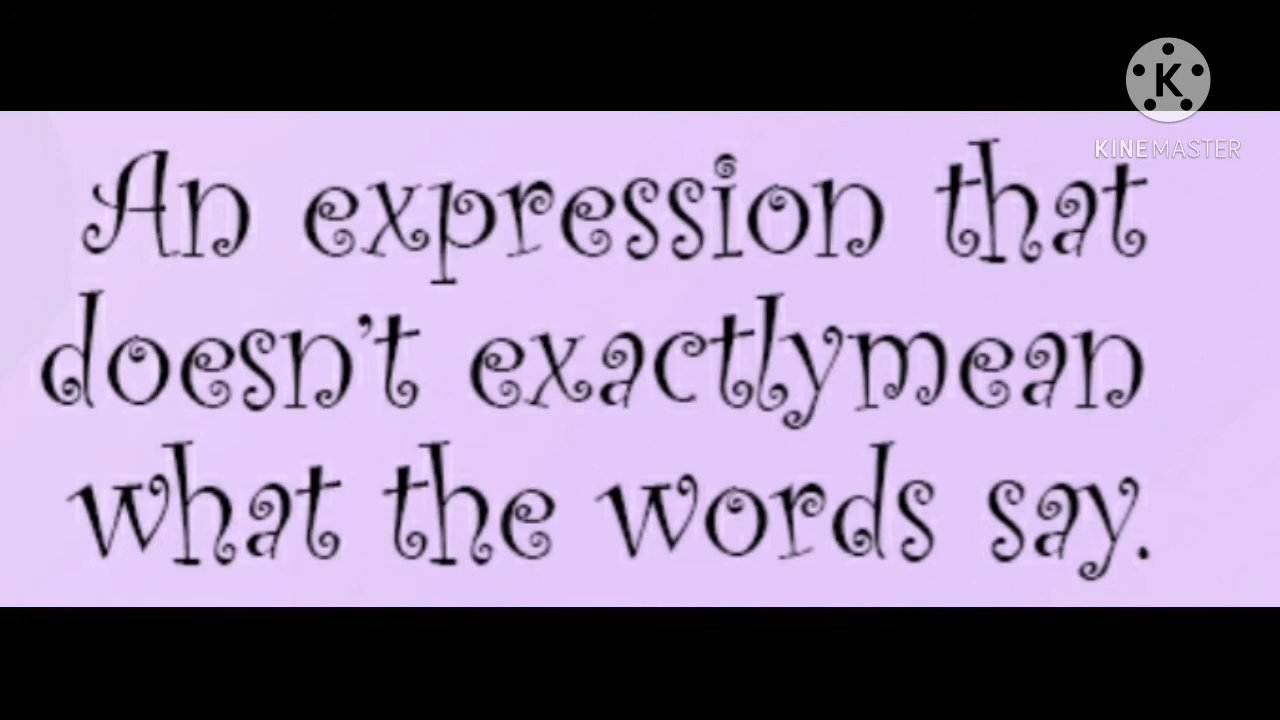 K
KINEMASTER
An expression that
doesn't exactlymean
what the words say.